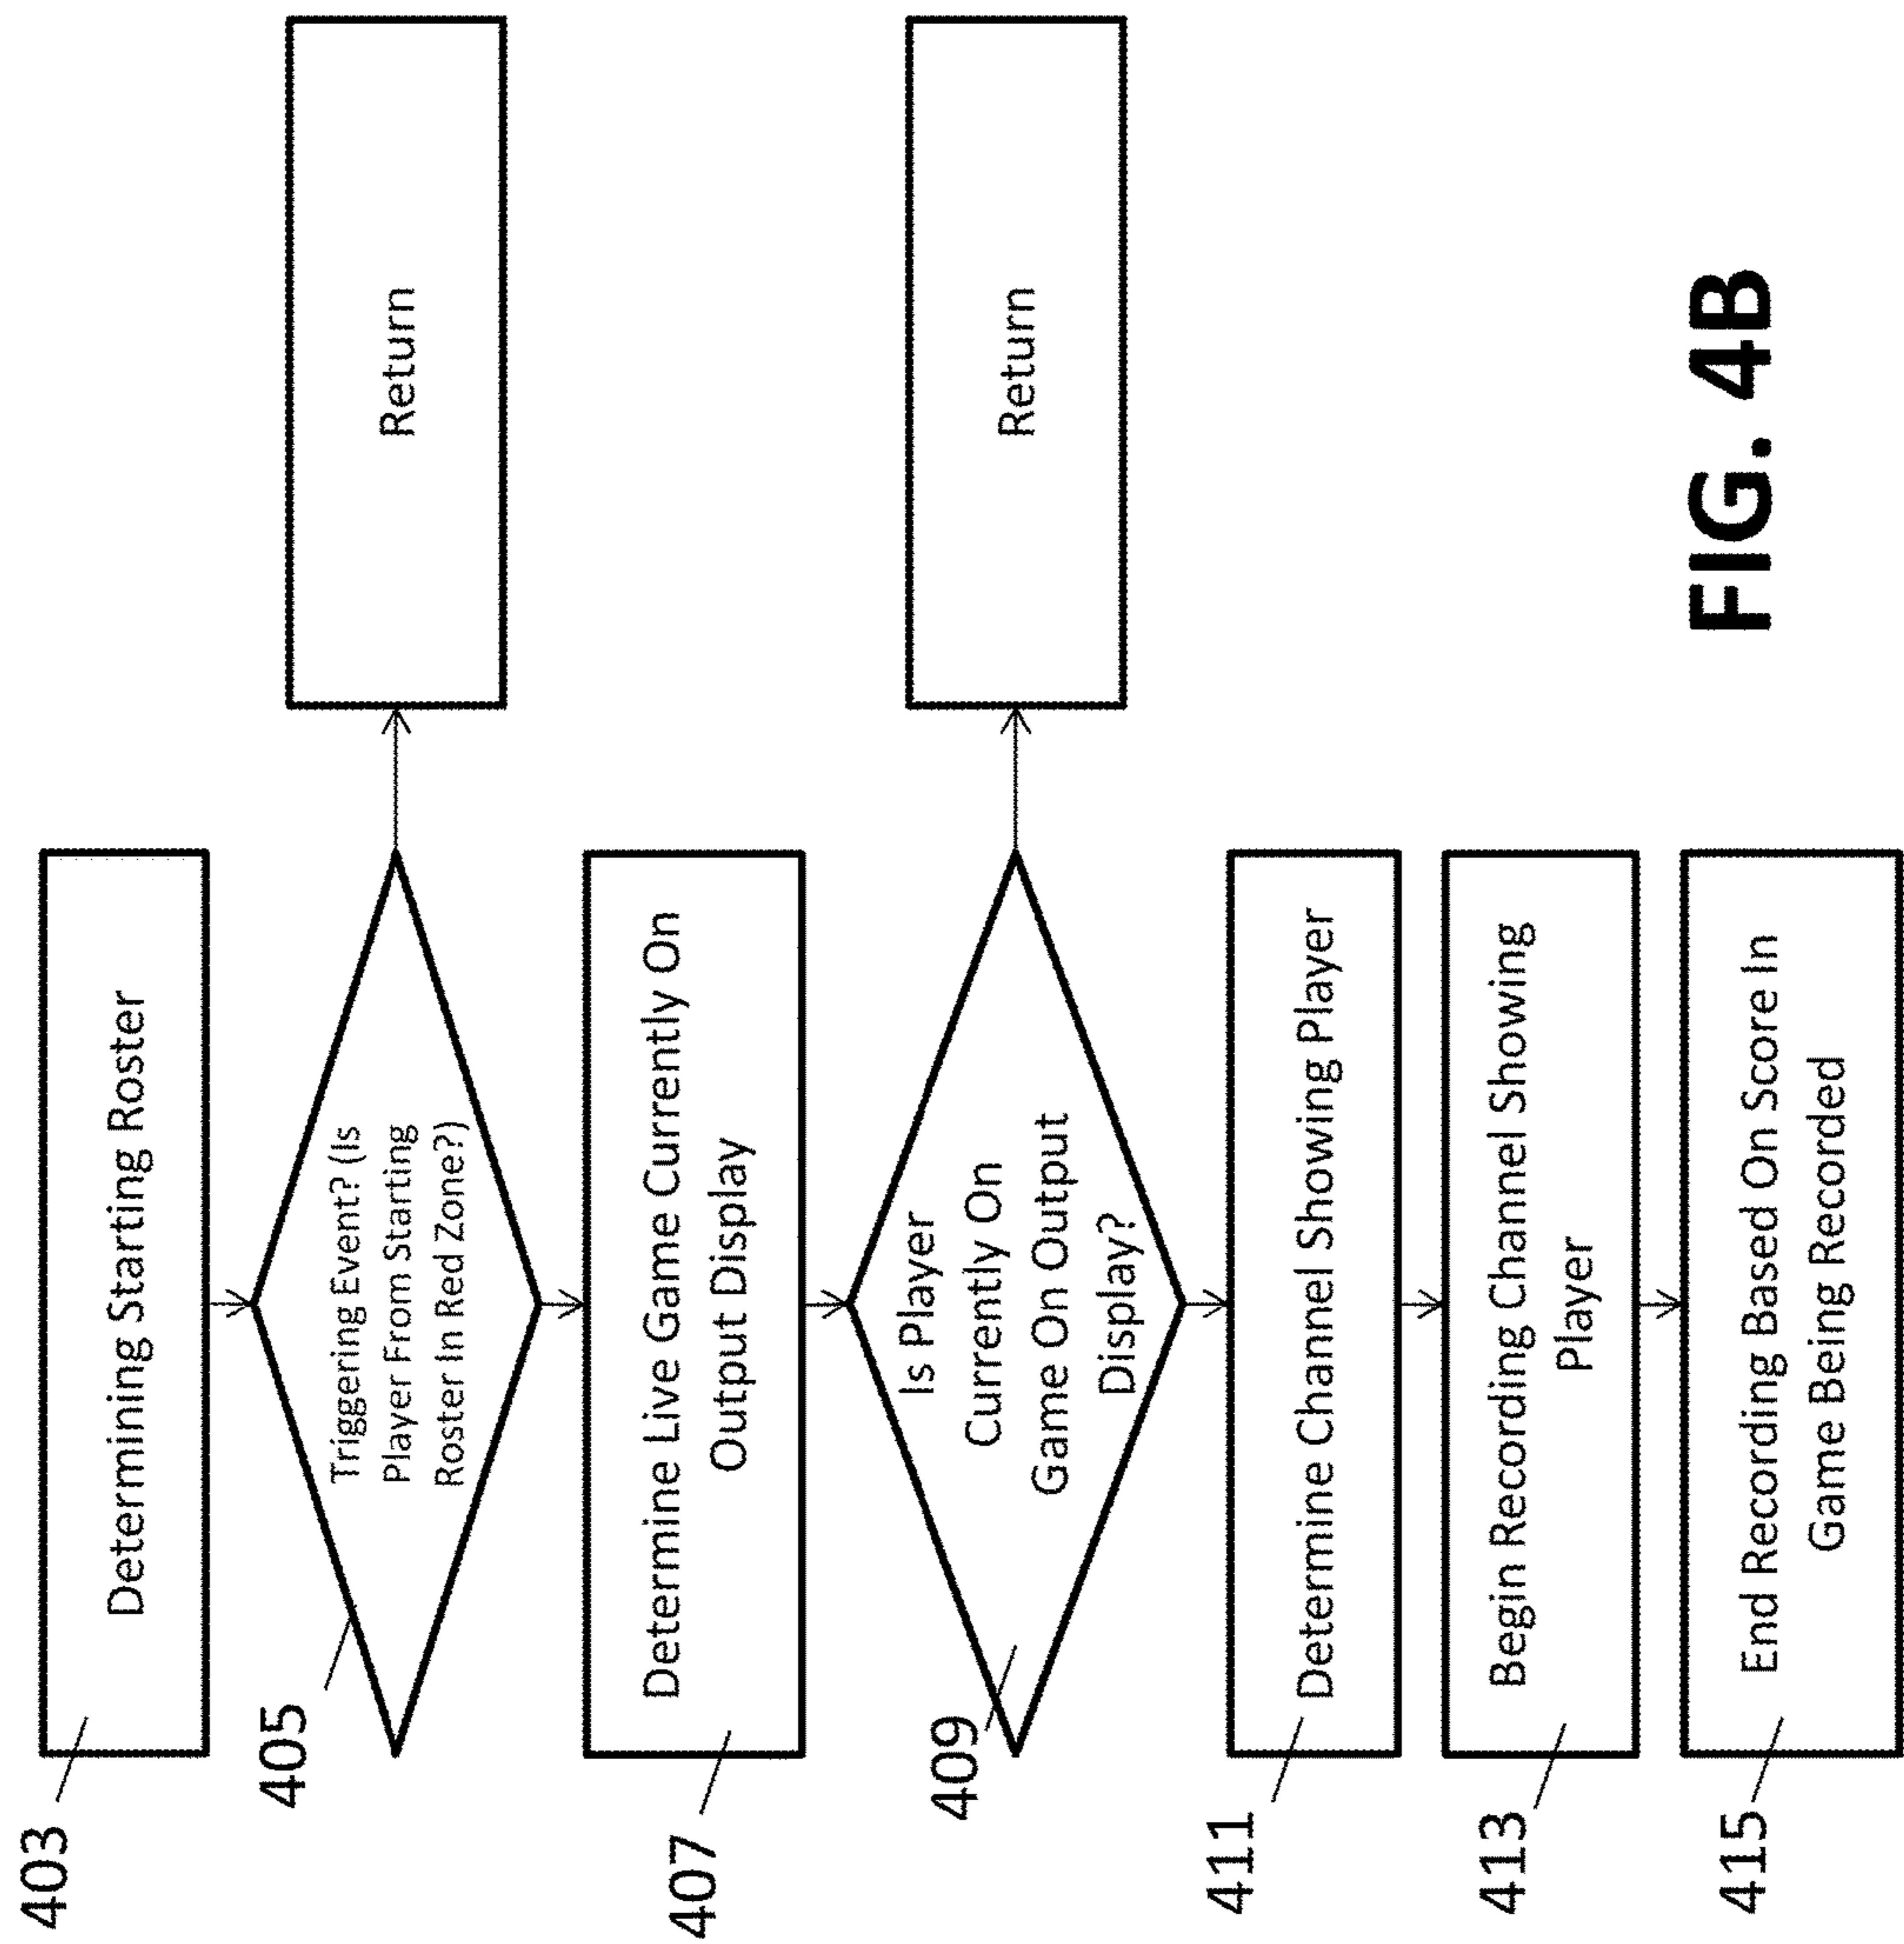 403
Determining Starting Roster
405
Triggering Event? (Is
Player From Starting
Roster In Red Zone?)
Return
407
Determine Live Game Currently On
Output Display
409
Is Player
Currently On
Game On Output
Display?
Return
411
Determine Channel Showing Player
413
Begin Recording Channel Showing
Player
415
End Recording Based On Score In
Game Being Recorded
FIG. 4B